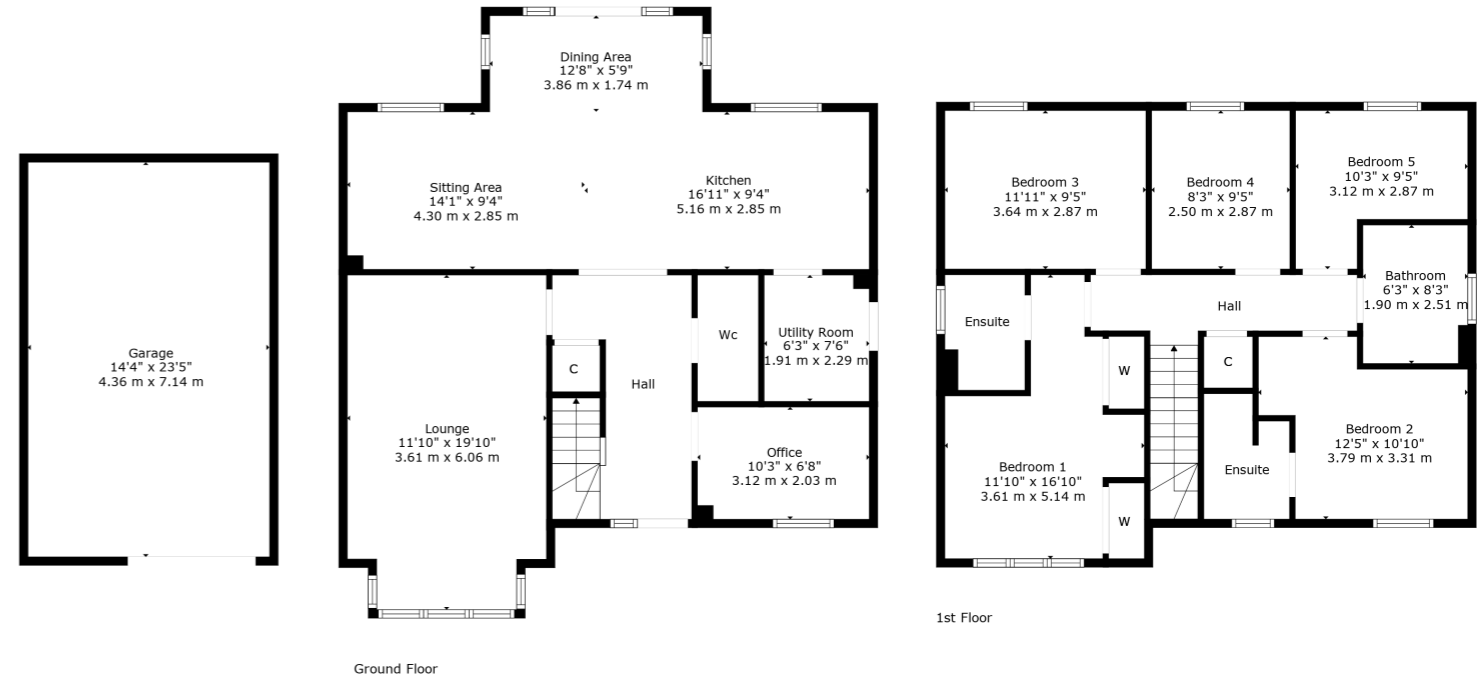 Dining Area
12'8" x 5'9"
3.86 m x 1.74 m
Sitting Area
14'1" x 9'4"
4.30 m x 2.85 m
Kitchen
16'11" x 9'4"
5.16 m x 2.85 m
Garage
14'4" x 23'5"
4.36 m x 7.14 m
Wc
Utility Room
6'3" x 7'6"
1.91 m x 2.29 m
C
Hall
Lounge
11'10" x 19'10"
3.61 m x 6.06 m
Office
10'3" x 6'8"
3.12 m x 2.03 m
Ground Floor
Bedroom 3
11'11" x 9'5"
3.64 m x 2.87 m
Bedroom 4
8'3" x 9'5"
2.50 m x 2.87 m
Bedroom 5
10'3" x 9'5"
3.12 m x 2.87 m
Bathroom
6'3" x 8'3"
1.90 m x 2.51 m
Hall
Ensuite
W
C
Bedroom 2
12'5" x 10'10"
3.79 m x 3.31 m
Bedroom 1
11'10" x 16'10"
3.61 m x 5.14 m
Ensuite
W
1st Floor